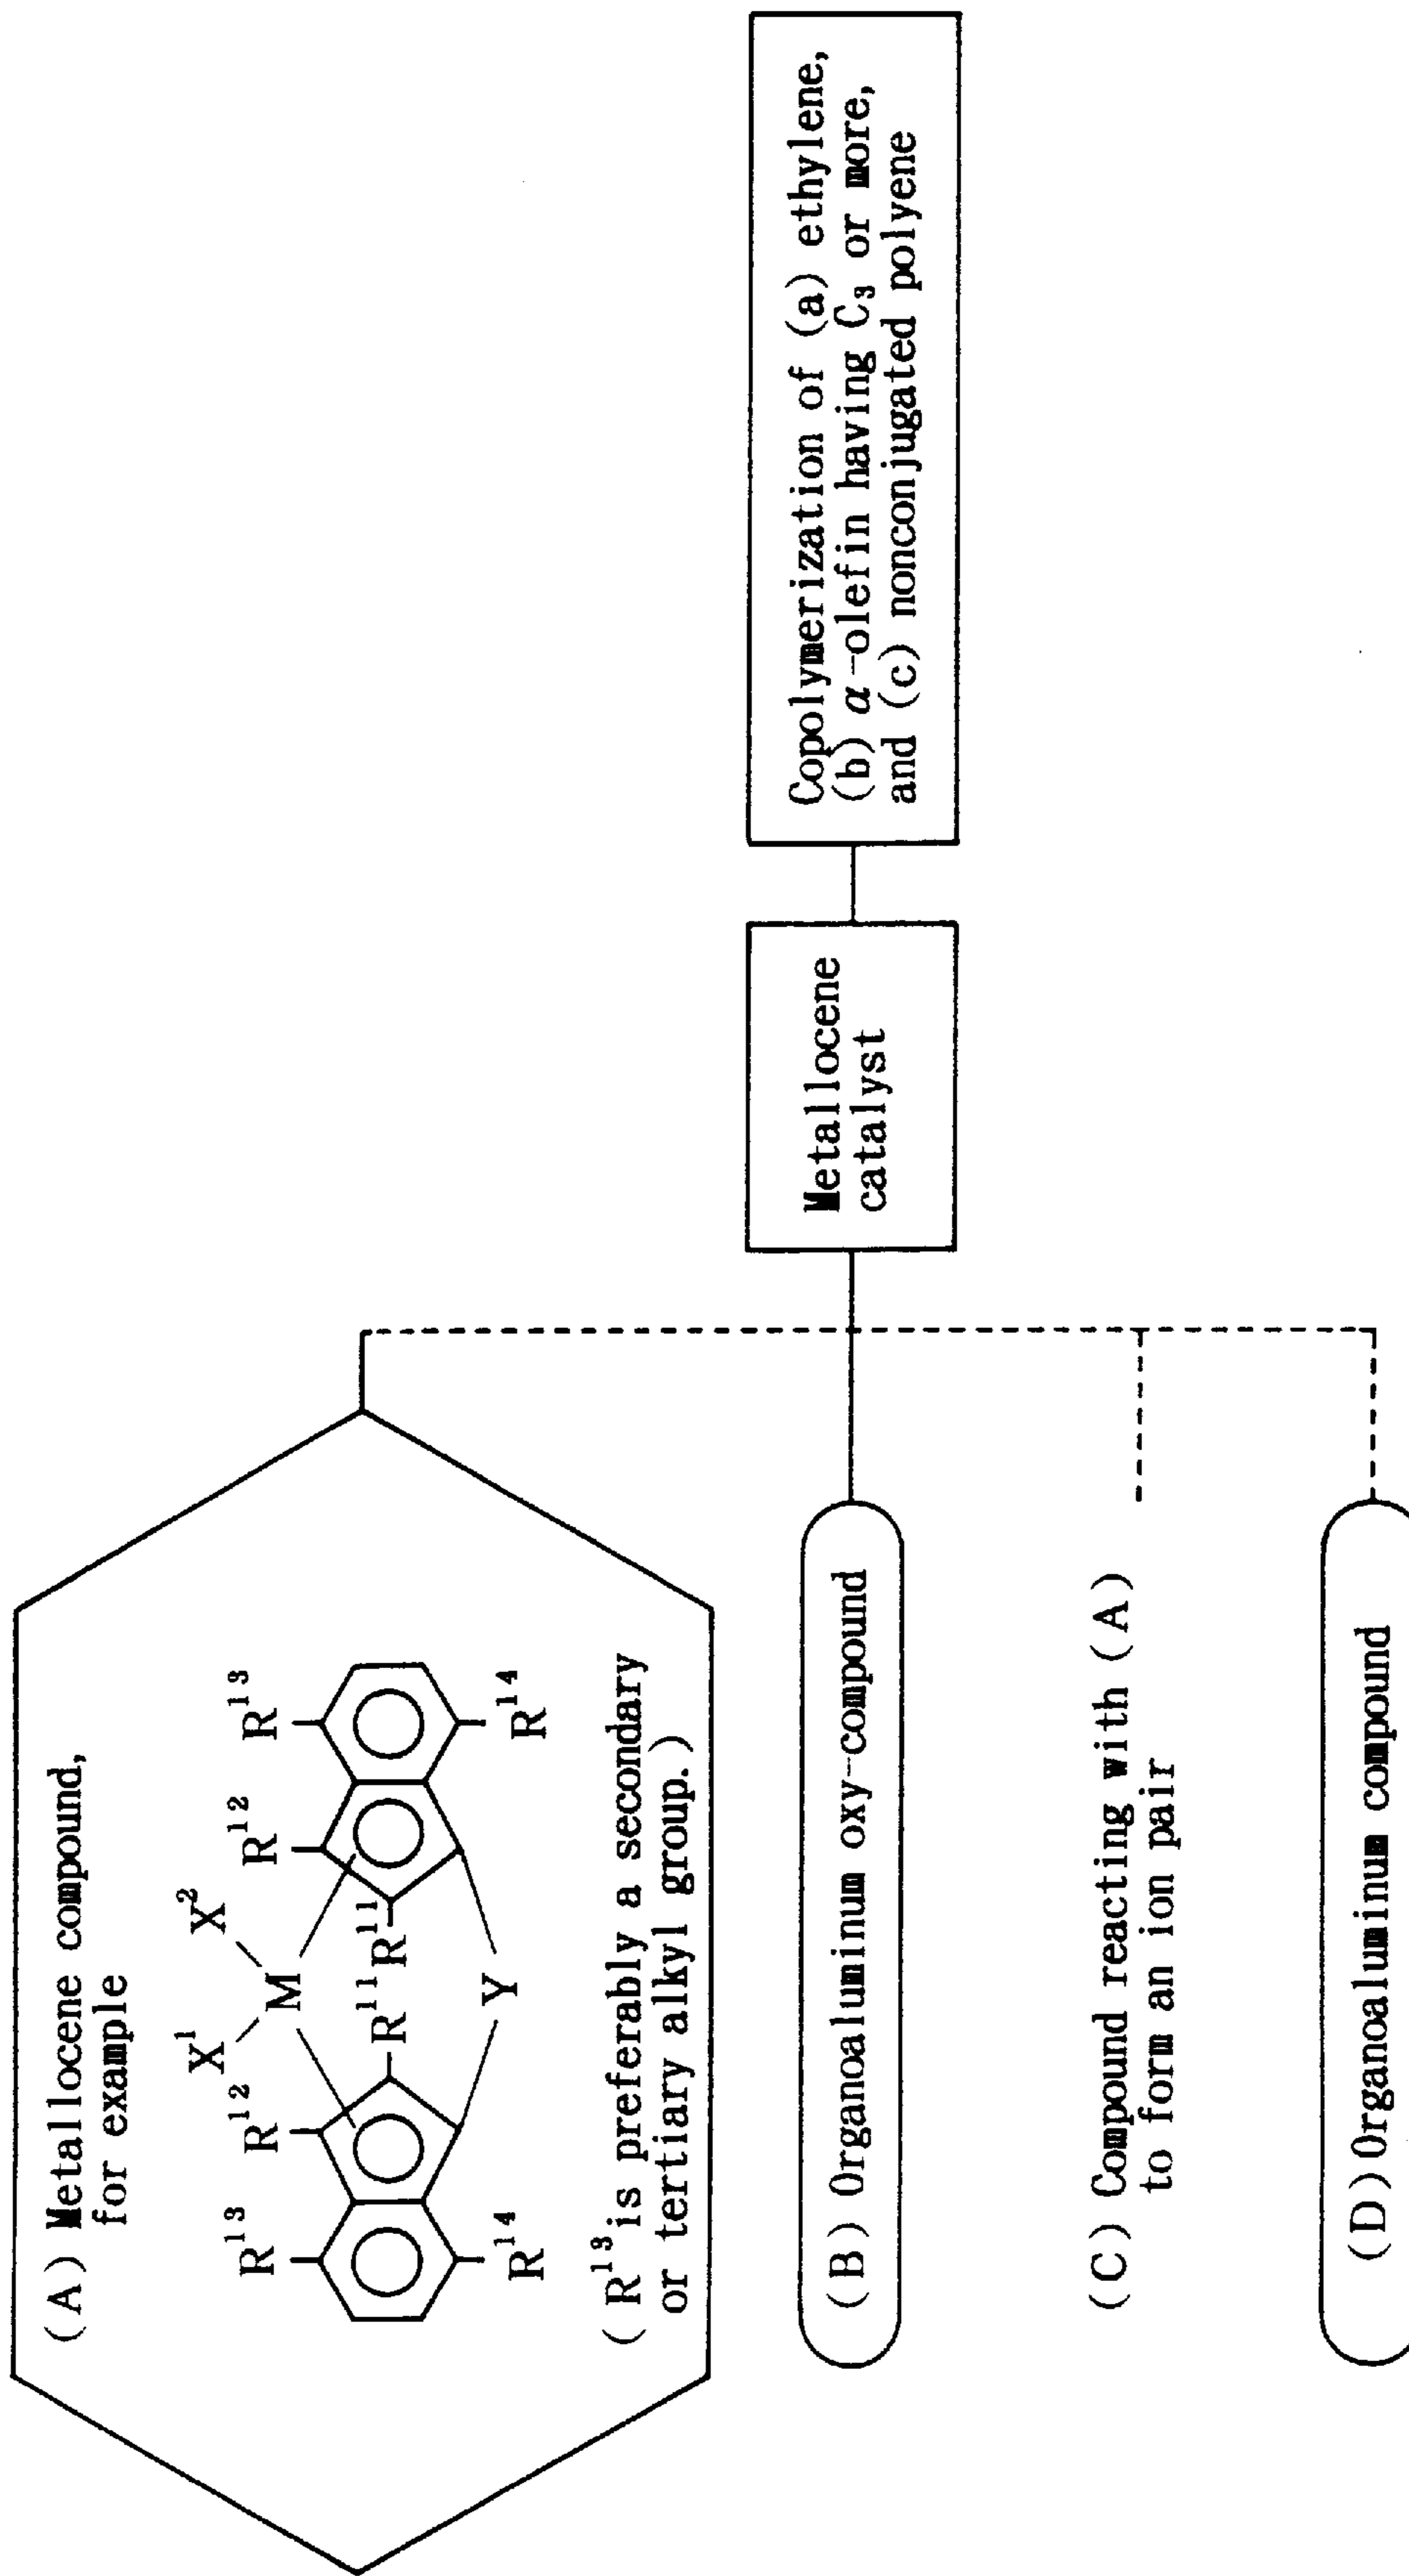 (A) Metallocene compound,
for example
X¹ X²
M
R¹³ R¹² R¹² R¹³
R¹¹ R¹¹
R¹⁴ Y R¹⁴
(R¹³ is preferably a secondary
or tertiary alkyl group.)
(B) Organoaluminum oxy-compound
(C) Compound reacting with (A)
to form an ion pair
(D) Organoaluminum compound
Metallocene
catalyst
Copolymerization of (a) ethylene,
(b) α-olefin having C₃ or more,
and (c) nonconjugated polyene